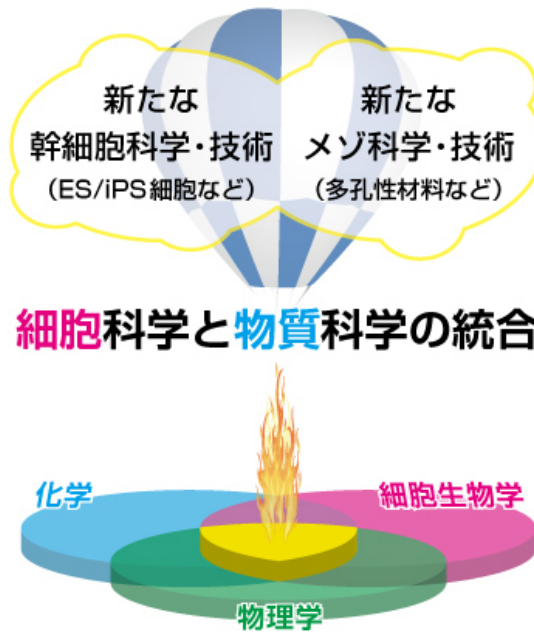 新たな
幹細胞科学・技術
（ES/iPS細胞など）
新たな
メゾ科学・技術
（多孔性材料など）
細胞科学と物質科学の統合
化学
細胞生物学
物理学